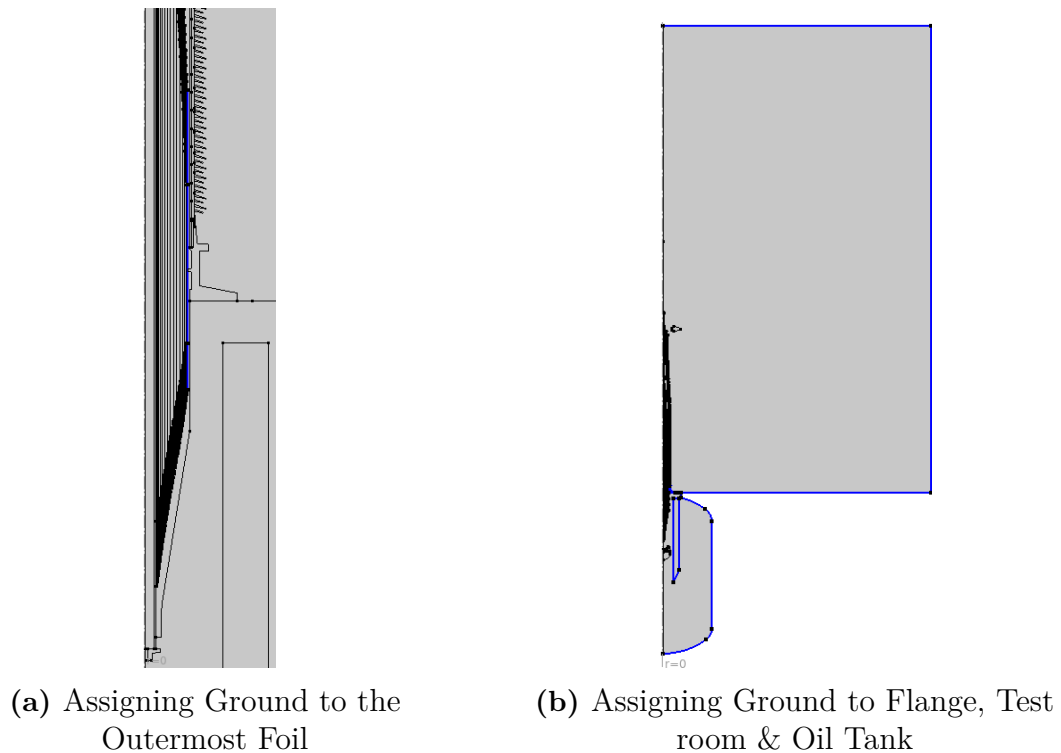 r=0
r=0
(a) Assigning Ground to the
Outermost Foil
(b) Assigning Ground to Flange, Test
room & Oil Tank